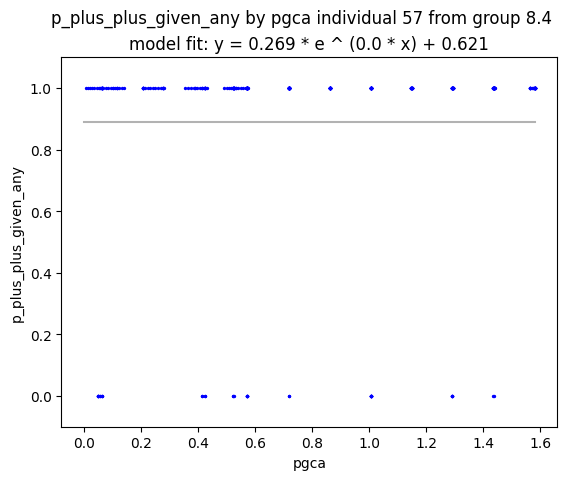 p_plus_plus_given_any by pgca individual 57 from group 8.4
model fit: y = 0.269 * e ^ (0.0 * x) + 0.621
p_plus_plus_given_any
1.0
0.8
0.6
0.4
0.2
0.0
0.0 0.2 0.4 0.6 0.8 1.0 1.2 1.4 1.6
pgca